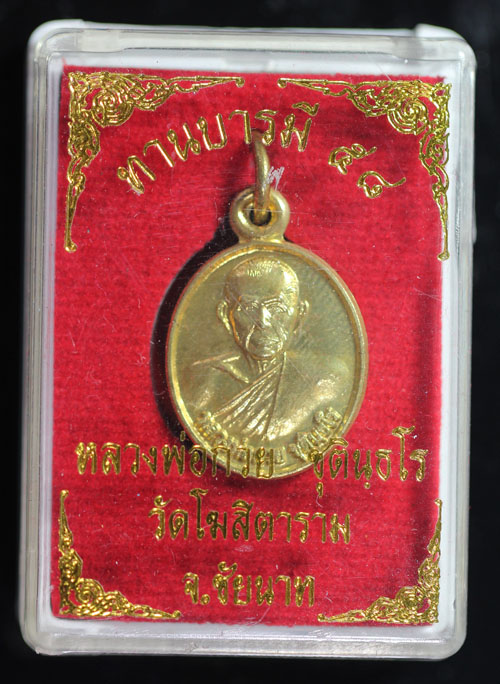 ทานบารมี ๕๔
หลวงพ่อกวย ชุตินฺธโร
วัดโฆสิตาราม
จ.ชัยนาท